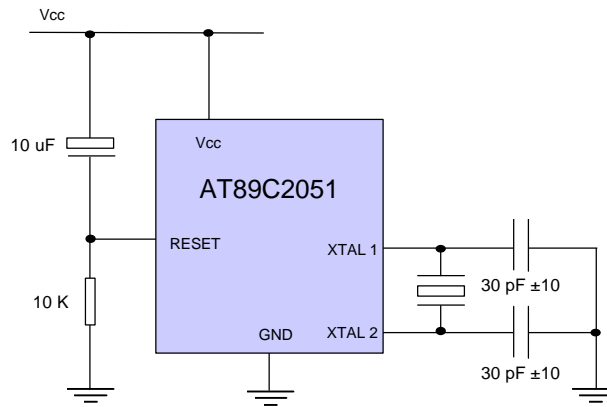 Vcc
10 uF
Vcc
AT89C2051
RESET
XTAL 1
30 pF ±10
10 K
XTAL 2
GND
30 pF ±10